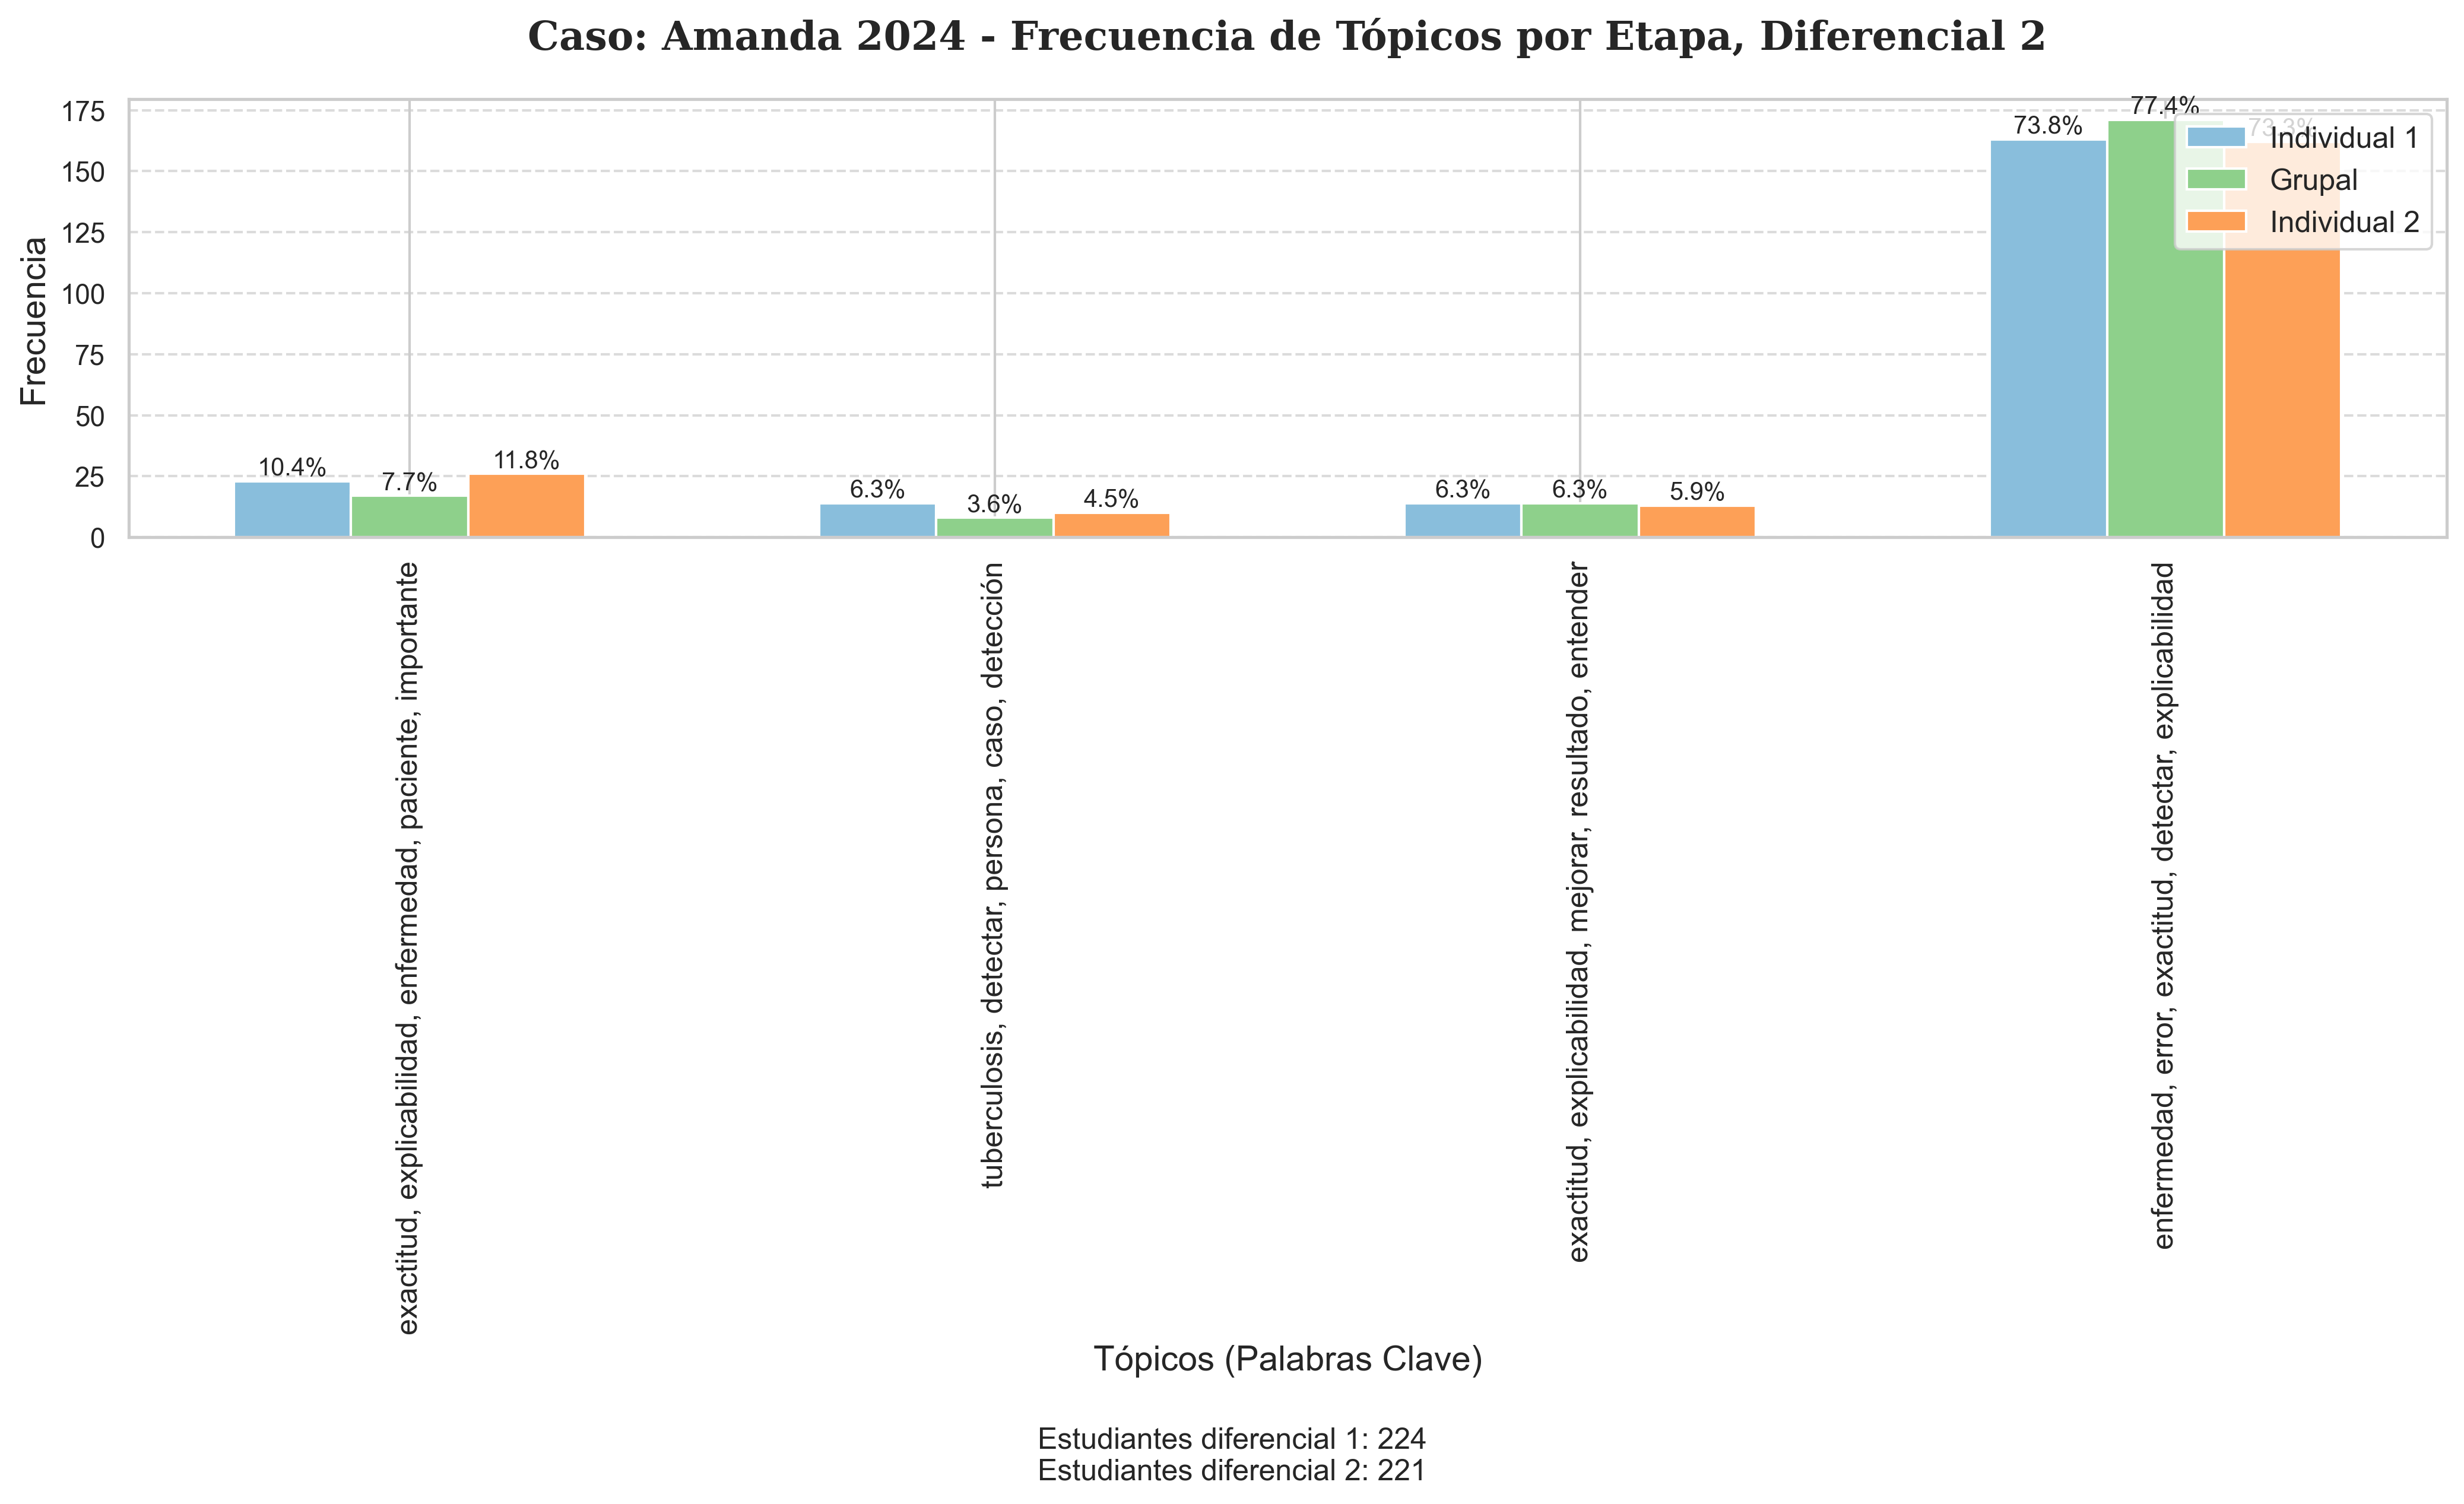 Caso: Amanda 2024 - Frecuencia de Tópicos por Etapa, Diferencial 2
Frecuencia
175
150
125
100
75
50
25
0
10.4%
7.7%
11.8%
6.3%
3.6%
4.5%
6.3%
6.3%
5.9%
73.8%
77.4%
73.3%
Individual 1
Grupal
Individual 2
exactitud, explicabilidad, enfermedad, paciente, importante
tuberculosis, detectar, persona, caso, detección
exactitud, explicabilidad, mejorar, resultado, entender
enfermedad, error, exactitud, detectar, explicabilidad
Tópicos (Palabras Clave)
Estudiantes diferencial 1: 224
Estudiantes diferencial 2: 221